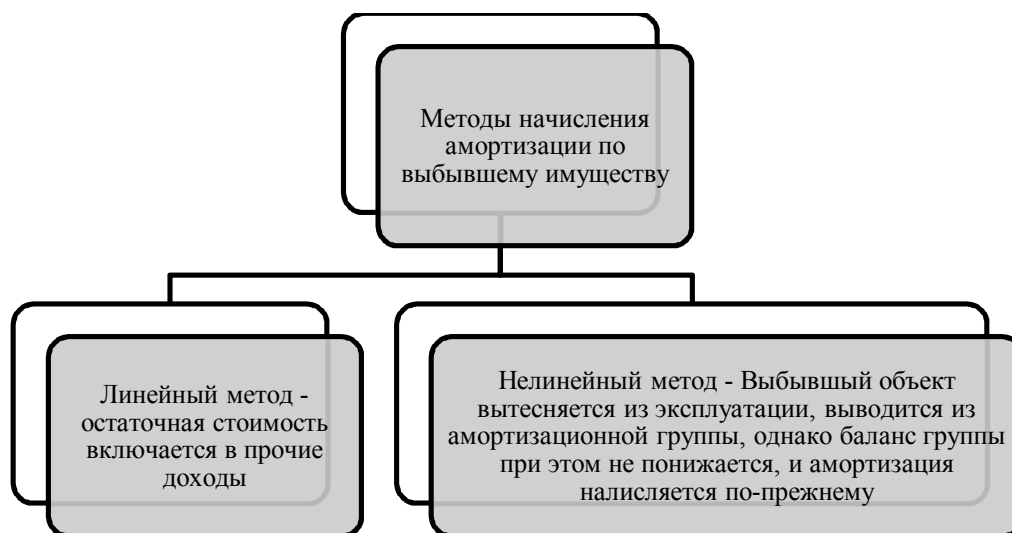 Методы начисления
амортизации по
выбывшему имуществу
Линейный метод -
остаточная стоимость
включается в прочие
доходы
Нелинейный метод - Выбывшый объект
вытесняется из эксплуатации, выводится из
амортизационной группы, однако баланс группы
при этом не понижается, и амортизация
налисляется по-прежнему